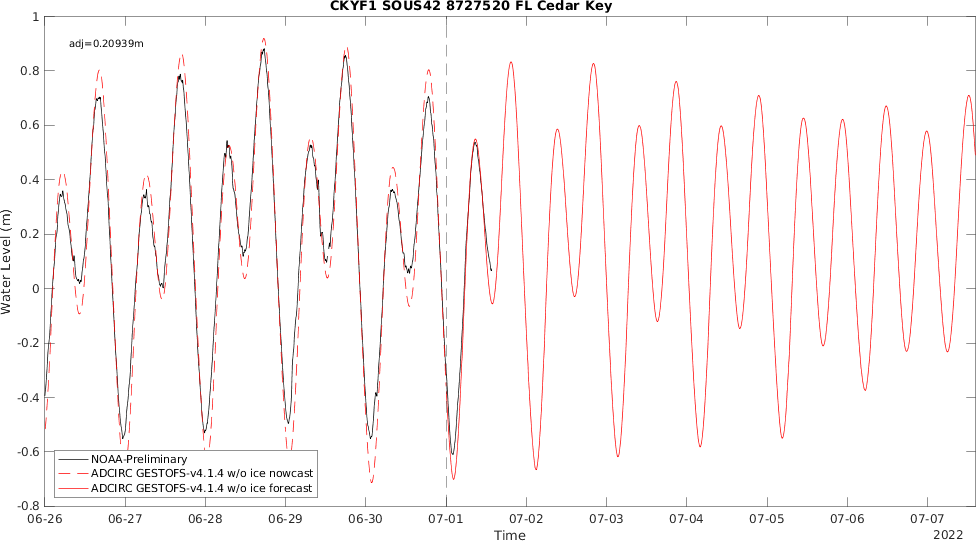 CKYF1 SOUS42 8727520 FL Cedar Key
adj=0.20939m
1
0.8
0.6
0.4
0.2
0
-0.2
-0.4
-0.6
-0.8
Water Level (m)
NOAA-Preliminary
ADCIRC GESTOFS-v4.1.4 w/o ice nowcast
ADCIRC GESTOFS-v4.1.4 w/o ice forecast
06-26 06-27 06-28 06-29 06-30 07-01 07-02 07-03 07-04 07-05 07-06 07-07
Time
2022